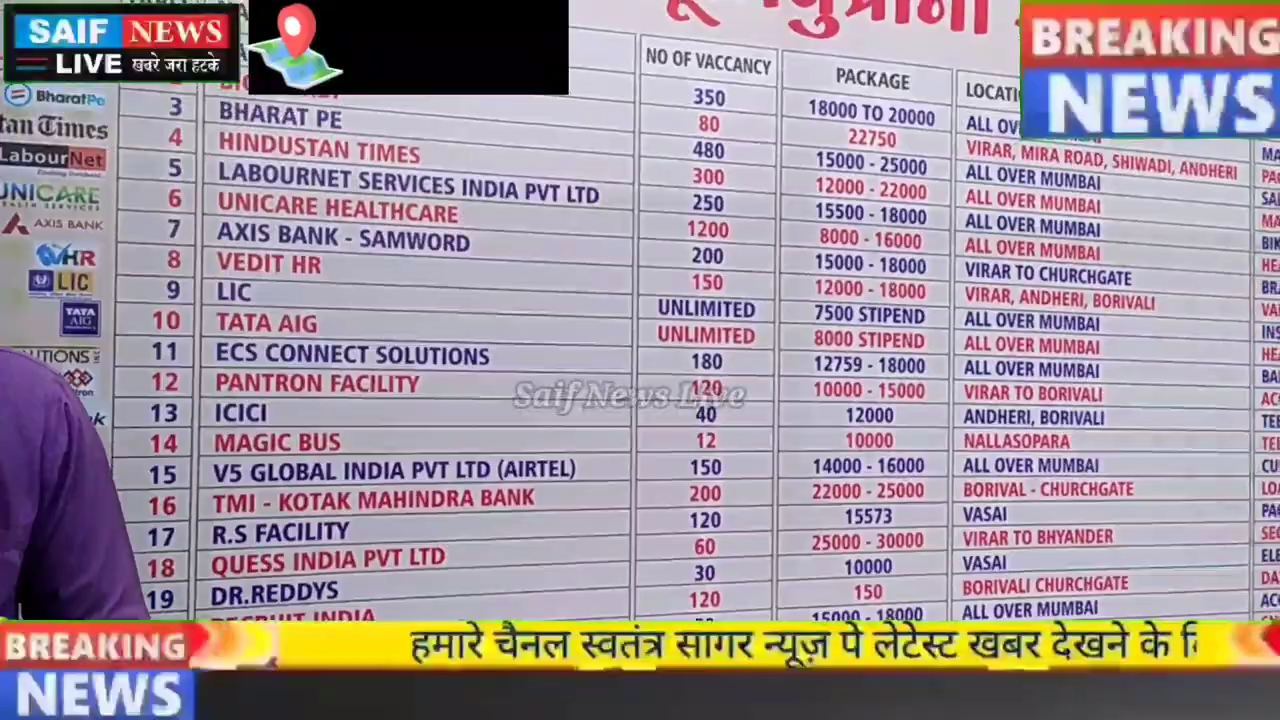 SAIF NEWS
LIVE खबरे जरा हटके
BREAKING
NEWS
NO OF VACCANCY PACKAGE
350 18000 TO 20000
80 22750 VIRAR, MIRA ROAD, SHIWADI, ANDHERI
BharatPe 3 BHARAT PE 480 15000 - 25000 ALL OVER MUMBAI
4 HINDUSTAN TIMES 300 12000 - 22000 ALL OVER MUMBAI
LabourNet 5 LABOURNET SERVICES INDIA PVT LTD 250 15500 - 18000 ALL OVER MUMBAI
UNICARE 6 UNICARE HEALTHCARE 1200 8000 - 16000 ALL OVER MUMBAI
AXIS BANK 7 AXIS BANK - SAMWORD 200 15000 - 18000 VIRAR TO CHURCHGATE
HR 8 VEDIT HR 150 12000 - 18000 VIRAR, ANDHERI, BORIVALI
LIC 9 LIC UNLIMITED 7500 STIPEND ALL OVER MUMBAI
TATA AIG 10 TATA AIG UNLIMITED 8000 STIPEND ALL OVER MUMBAI
11 ECS CONNECT SOLUTIONS 180 12759 - 18000 ALL OVER MUMBAI
12 PANTRON FACILITY 120 10000 - 15000 VIRAR TO BORIVALI
13 ICICI 40 12000 ANDHERI, BORIVALI
14 MAGIC BUS 12 10000 NALLASOPARA
15 V5 GLOBAL INDIA PVT LTD (AIRTEL) 150 14000 - 16000 ALL OVER MUMBAI
16 TMI - KOTAK MAHINDRA BANK 200 22000 - 25000 BORIVAL - CHURCHGATE
17 R.S FACILITY 120 15573 VASAI
18 QUESS INDIA PVT LTD 60 25000 - 30000 VIRAR TO BHYANDER
19 DR.REDDYS 30 10000 VASAI
RECRUIT INDIA 120 150 BORIVALI CHURCHGATE
15000 - 18000 ALL OVER MUMBAI
Saif News Live
BREAKING
NEWS
हमारे चैनल स्वतंत्र सागर न्यूज़ पे लेटेस्ट खबर देखने के